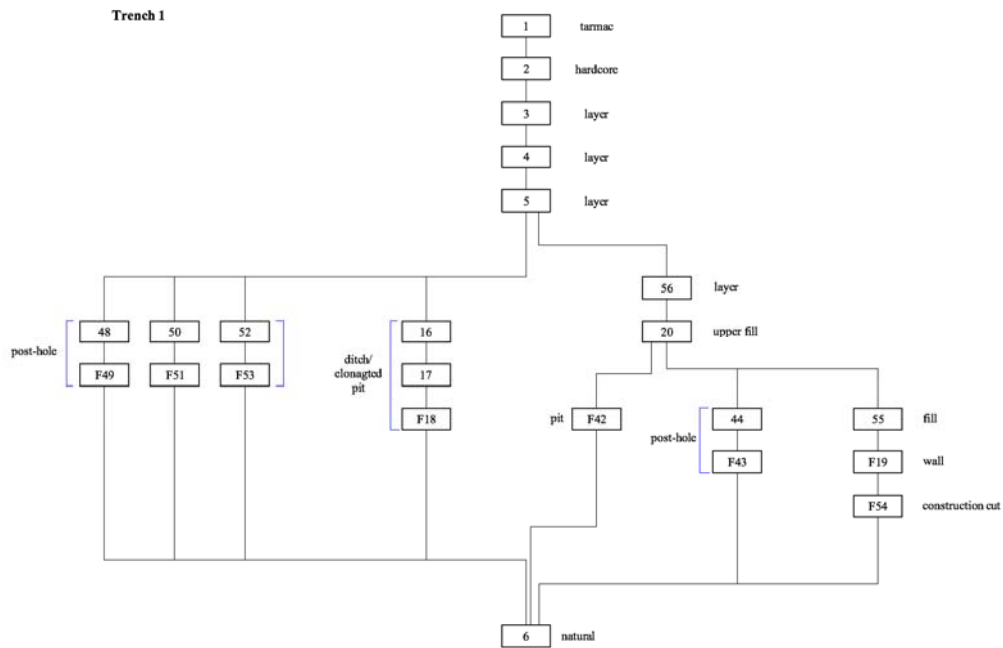 Trench 1
1 tarmac
2 hardcore
3 layer
4 layer
5 layer
56 layer
48 50 52 16 20 upper fill
post-hole
F49 F51 F53 17
ditch/
clonagted
pit
F18 pit F42 44 55 fill
post-hole
F43 F19 wall
F54 construction cut
6 natural